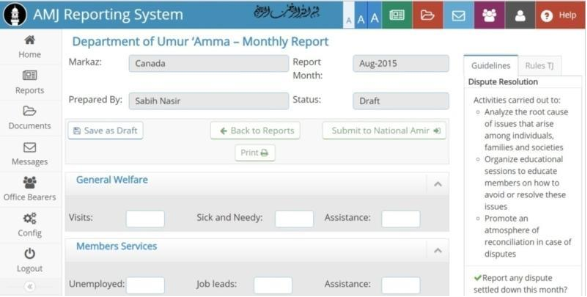 AMJ Reporting System
A A A
Help
Home
Reports
Documents
Messages
Office Bearers
Config
Logout
Department of Umur ‘Amma – Monthly Report
Markaz: Canada Report Month: Aug-2015
Prepared By: Sabih Nasir Status: Draft
Save as Draft Back to Reports Submit to National Amir
Print
General Welfare
Visits: Sick and Needy: Assistance:
Members Services
Unemployed: Job leads: Assistance:
Guidelines Rules TJ
Dispute Resolution
Activities carried out to:
Analyze the root cause
of issues that arise
among individuals,
families and societies
Organize educational
sessions to educate
members on how to
avoid or resolve these
issues
Promote an
atmosphere of
reconciliation in case of
disputes
Report any dispute
settled down this month?